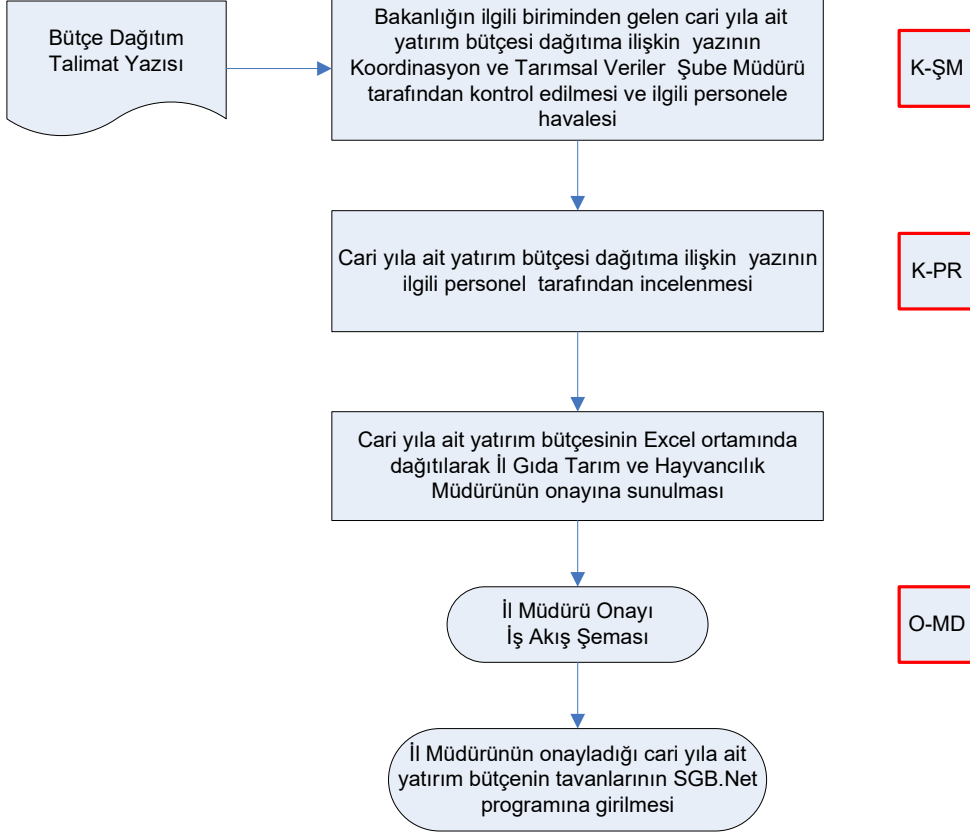 Bütçe Dağıtım
Talimat Yazısı
Bakanlığın ilgili biriminden gelen cari yıla ait
yatırım bütçesi dağıtıma ilişkin yazının
Koordinasyon ve Tarımsal Veriler Şube Müdürü
tarafından kontrol edilmesi ve ilgili personele
havalesi
K-ŞM
Cari yıla ait yatırım bütçesi dağıtıma ilişkin yazının
ilgili personel tarafından incelenmesi
K-PR
Cari yıla ait yatırım bütçesinin Excel ortamında
dağıtılarak İl Gıda Tarım ve Hayvancılık
Müdürünün onayına sunulması
İl Müdürü Onayı
İş Akış Şeması
O-MD
İl Müdürünün onayladığı cari yıla ait
yatırım bütçenin tavanlarının SGB.Net
programına girilmesi